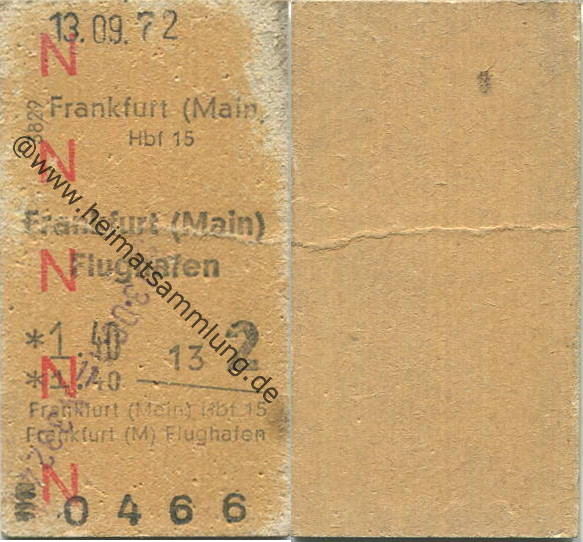 13.09.72
N
3829
Frankfurt (Main,
Hbf 15
N
Frankfurt (Main)
Flughafen
N
*1.40 13 2
N
*1.40
Frankfurt (Main) Hbf 15
Frankfurt (M) Flughafen
N
0466
@www.heimatsammlung.de